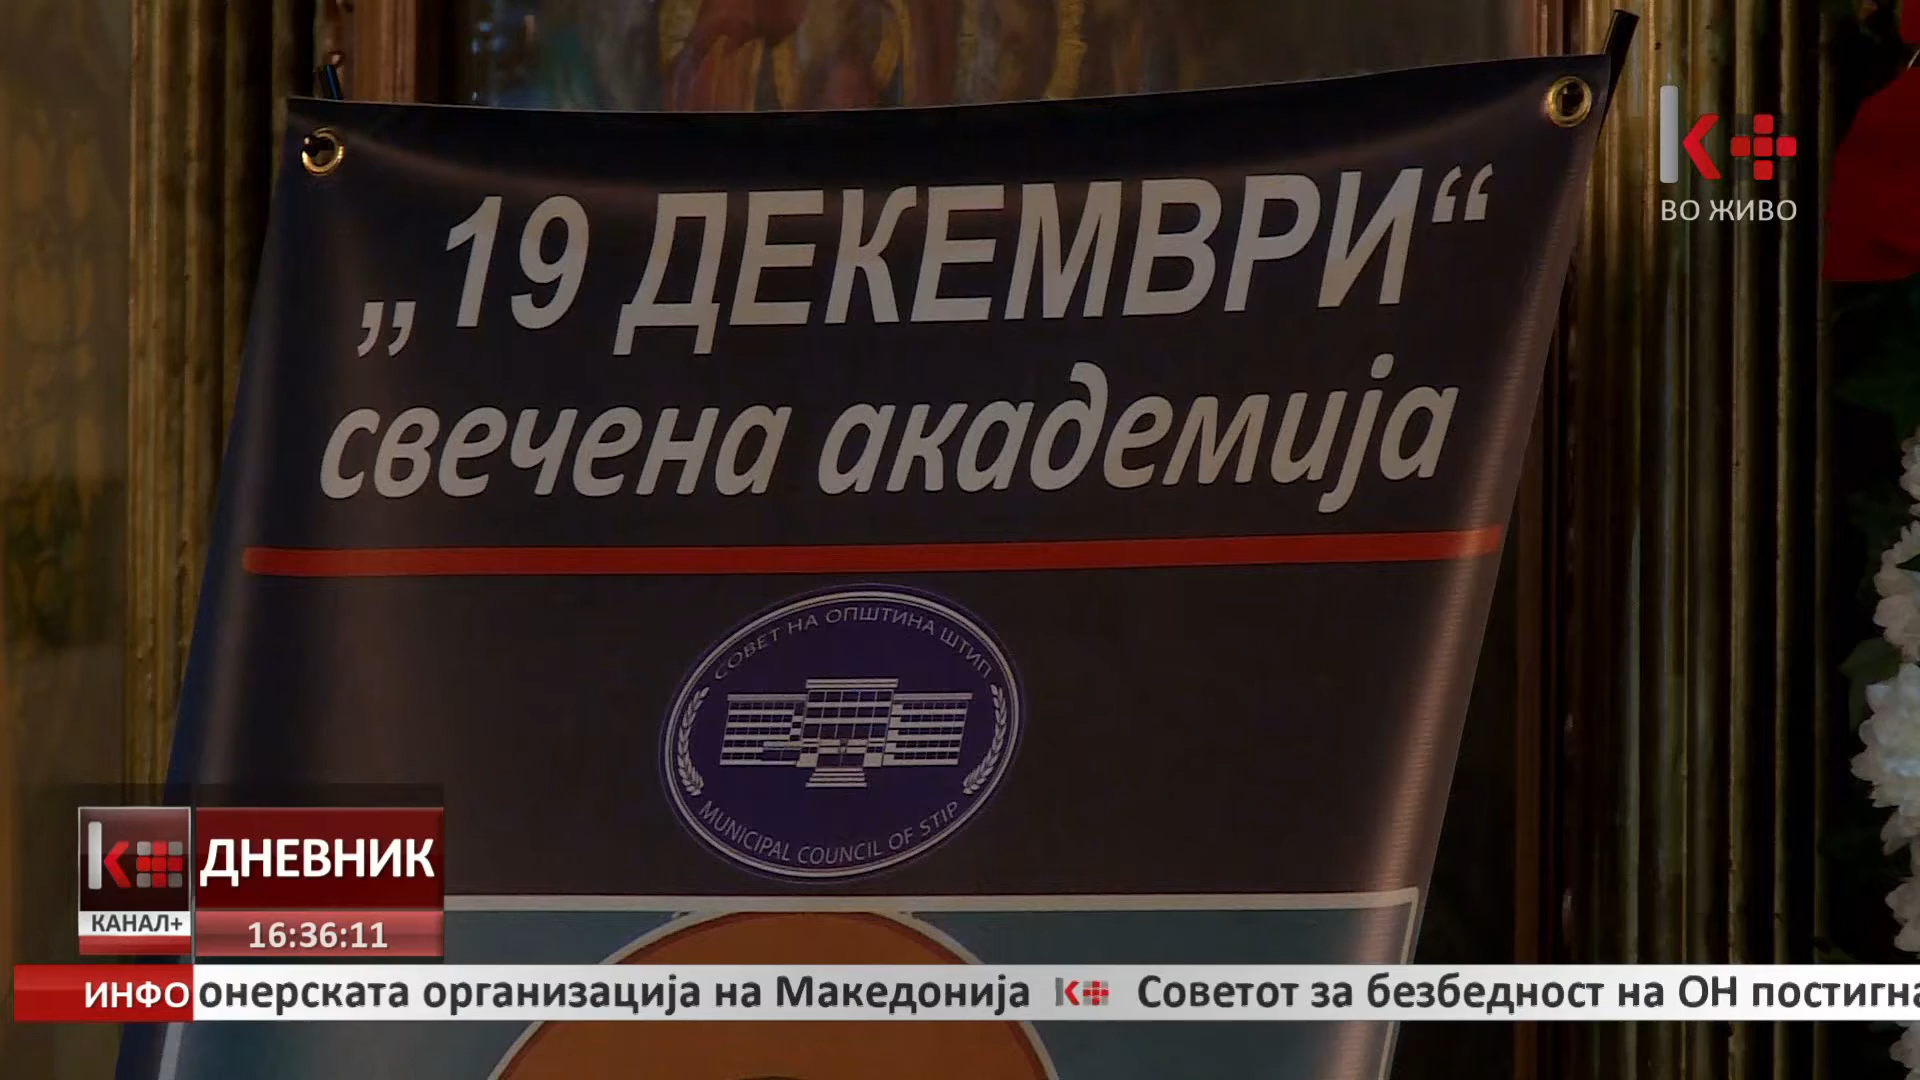 „19 ДЕКЕМВРИ“
свечена академија
СОВЕТ НА ОПШТИНА ШТИП
MUNICIPAL COUNCIL OF STIP
К+
ВО ЖИВО
К+
КАНАЛ+
ДНЕВНИК
16:36:11
ИНФО
онерската организација на Македонија К+ Советот за безбедност на ОН постигна